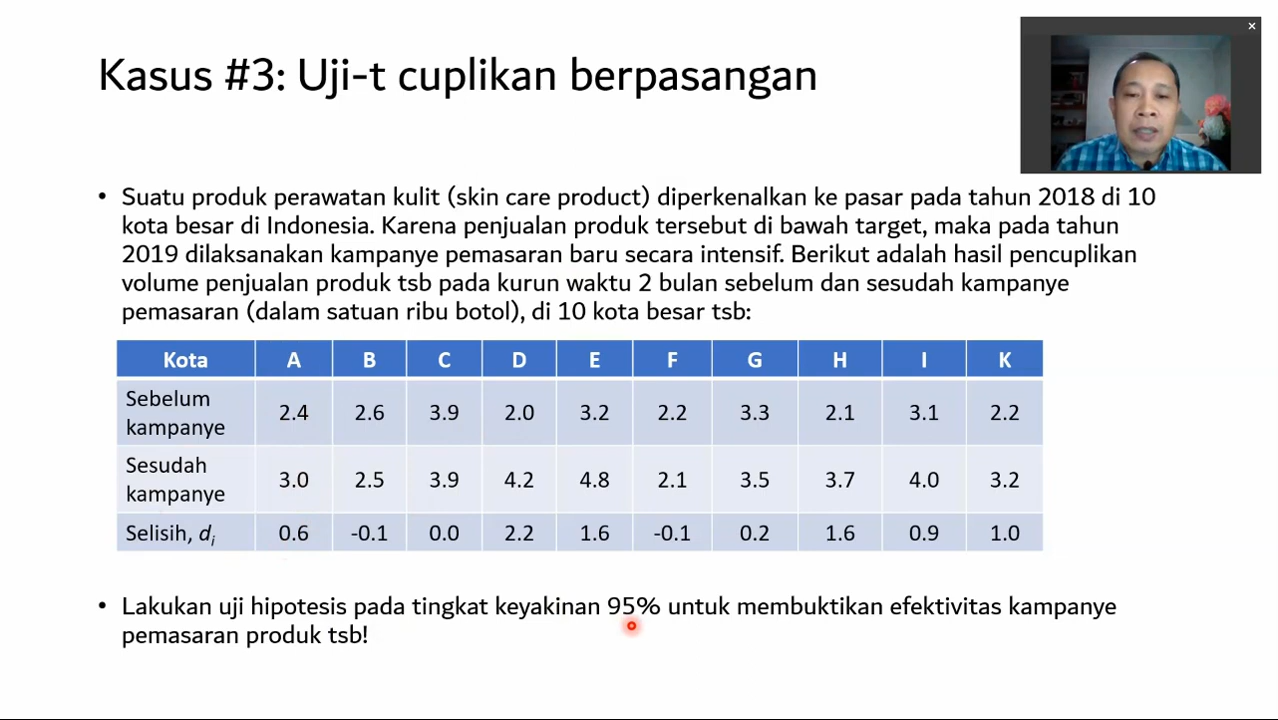 Kasus #3: Uji-t cuplikan berpasangan
• Suatu produk perawatan kulit (skin care product) diperkenalkan ke pasar pada tahun 2018 di 10
kota besar di Indonesia. Karena penjualan produk tersebut di bawah target, maka pada tahun
2019 dilaksanakan kampanye pemasaran baru secara intensif. Berikut adalah hasil pencuplikan
volume penjualan produk tsb pada kurun waktu 2 bulan sebelum dan sesudah kampanye
pemasaran (dalam satuan ribu botol), di 10 kota besar tsb:
Kota A B C D E F G H I K
Sebelum
kampanye 2.4 2.6 3.9 2.0 3.2 2.2 3.3 2.1 3.1 2.2
Sesudah
kampanye 3.0 2.5 3.9 4.2 4.8 2.1 3.5 3.7 4.0 3.2
Selisih, di 0.6 -0.1 0.0 2.2 1.6 -0.1 0.2 1.6 0.9 1.0
• Lakukan uji hipotesis pada tingkat keyakinan 95% untuk membuktikan efektivitas kampanye
pemasaran produk tsb!